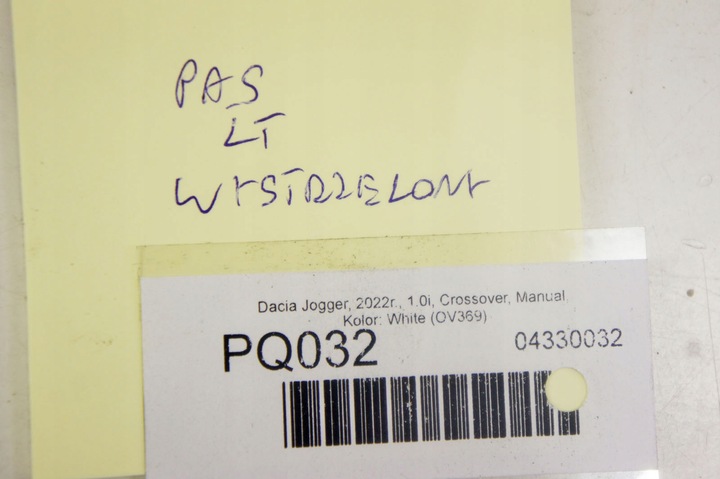 PAS
LT
WYSTRZELONY
Dacia Jogger, 2022r., 1.0i, Crossover, Manual,
Kolor: White (OV369)
PQ032
04330032